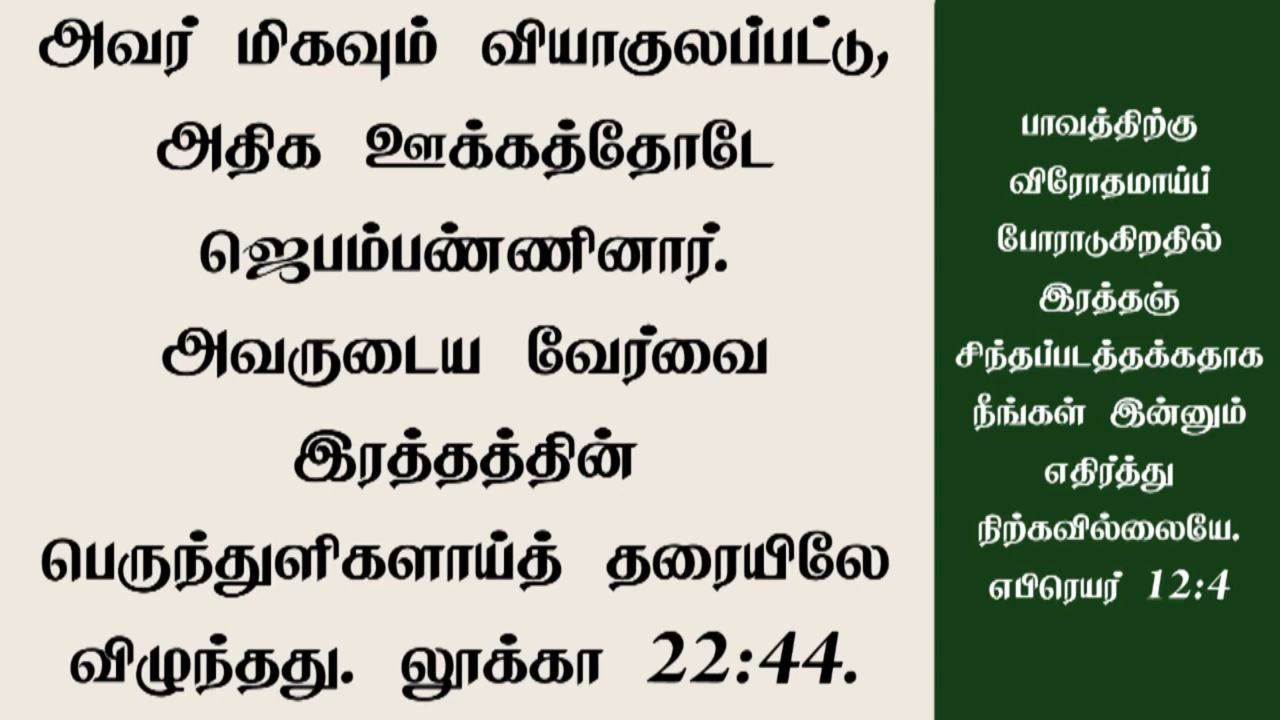 அவர் மிகவும் வியாகுலப்பட்டு,
அதிக ஊக்கத்தோடே
ஜெபம்பண்ணினார்.
அவருடைய வேர்வை
இரத்தத்தின்
பெருந்துளிகளாய்த் தரையிலே
விழுந்தது. லூக்கா 22:44.
பாவத்திற்கு
விரோதமாய்ப்
போராடுகிறதில்
இரத்தஞ்
சிந்தப்படத்தக்கதாக
நீங்கள் இன்னும்
எதிர்த்து
நிற்கவில்லையே.
எபிரெயர் 12:4